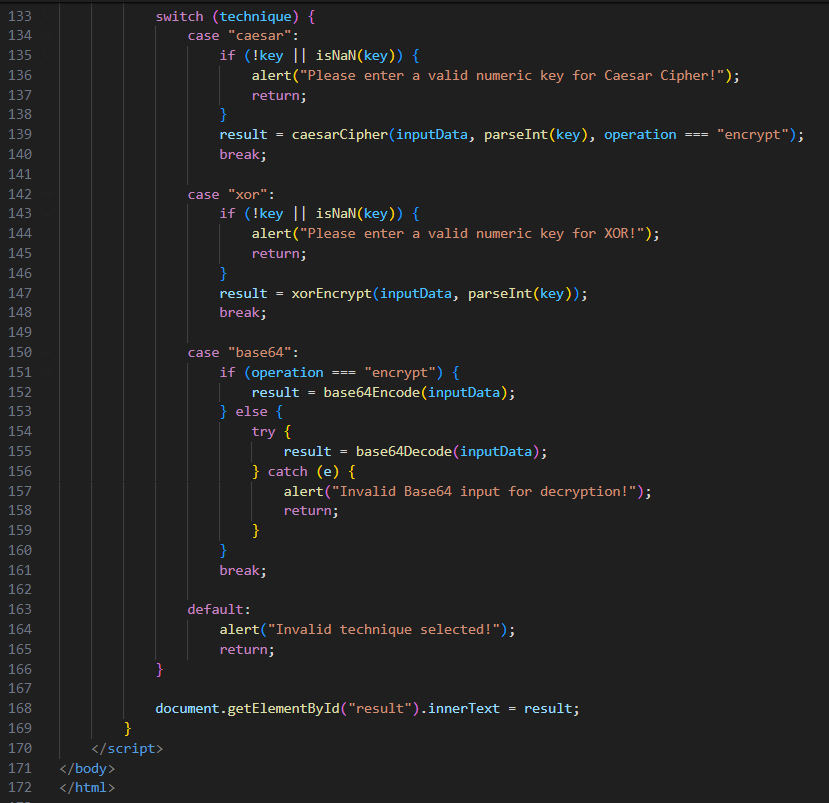 133 switch (technique) {
134 case "caesar":
135 if (!key || isNaN(key)) {
136 alert("Please enter a valid numeric key for Caesar Cipher!");
137 return;
138 }
139 result = caesarCipher(inputData, parseInt(key), operation === "encrypt");
140 break;
141
142 case "xor":
143 if (!key || isNaN(key)) {
144 alert("Please enter a valid numeric key for XOR!");
145 return;
146 }
147 result = xorEncrypt(inputData, parseInt(key));
148 break;
149
150 case "base64":
151 if (operation === "encrypt") {
152 result = base64Encode(inputData);
153 } else {
154 try {
155 result = base64Decode(inputData);
156 } catch (e) {
157 alert("Invalid Base64 input for decryption!");
158 return;
159 }
160 }
161 break;
162
163 default:
164 alert("Invalid technique selected!");
165 return;
166 }
167
168 document.getElementById("result").innerText = result;
169 }
170 </script>
171 </body>
172 </html>